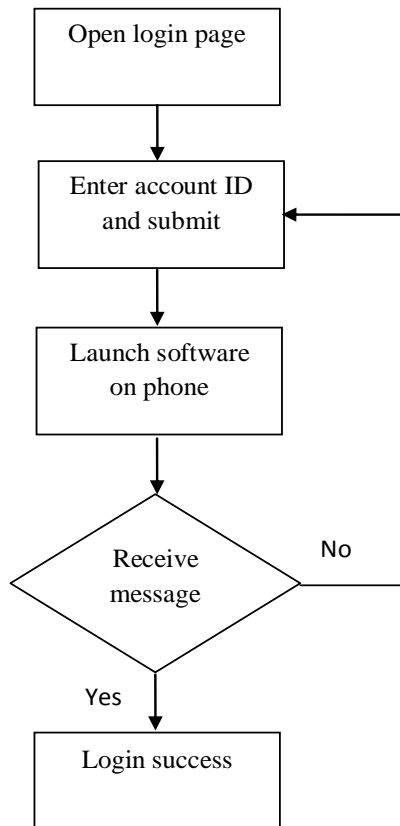 Open login page
Enter account ID
and submit
Launch software
on phone
Receive
message
No
Yes
Login success